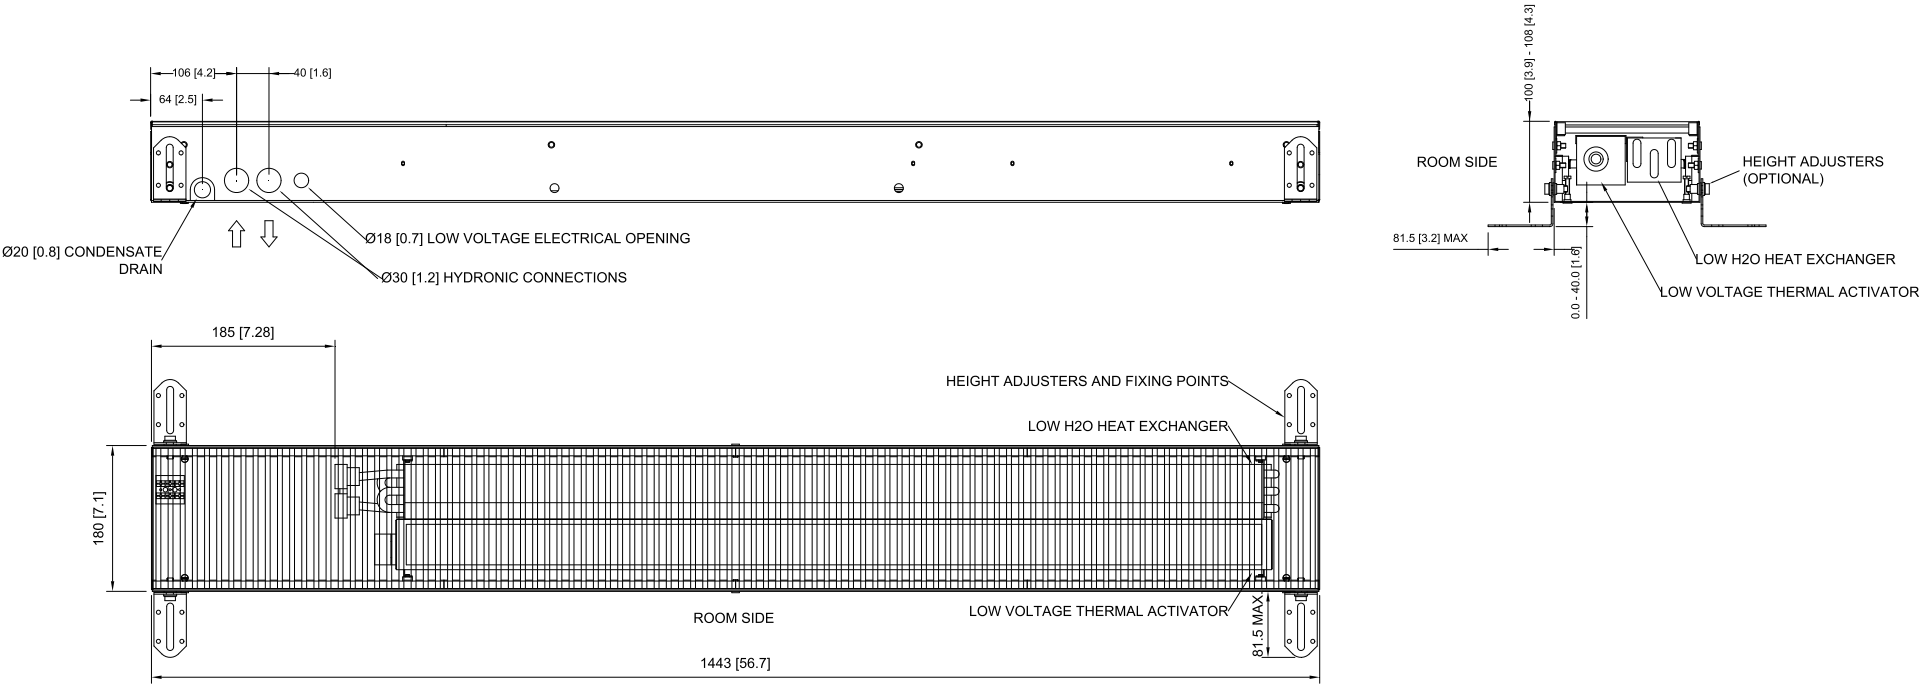 106 [4.2]
40 [1.6]
64 [2.5]
Ø20 [0.8] CONDENSATE
DRAIN
Ø18 [0.7] LOW VOLTAGE ELECTRICAL OPENING
Ø30 [1.2] HYDRONIC CONNECTIONS
100 [3.9] - 108 [4.3]
ROOM SIDE
HEIGHT ADJUSTERS
(OPTIONAL)
81.5 [3.2] MAX
LOW H2O HEAT EXCHANGER
LOW VOLTAGE THERMAL ACTIVATOR
0.0 - 40.0 [1.6]
185 [7.28]
HEIGHT ADJUSTERS AND FIXING POINTS
LOW H2O HEAT EXCHANGER
180 [7.1]
LOW VOLTAGE THERMAL ACTIVATOR
ROOM SIDE
81.5 MAX.
1443 [56.7]